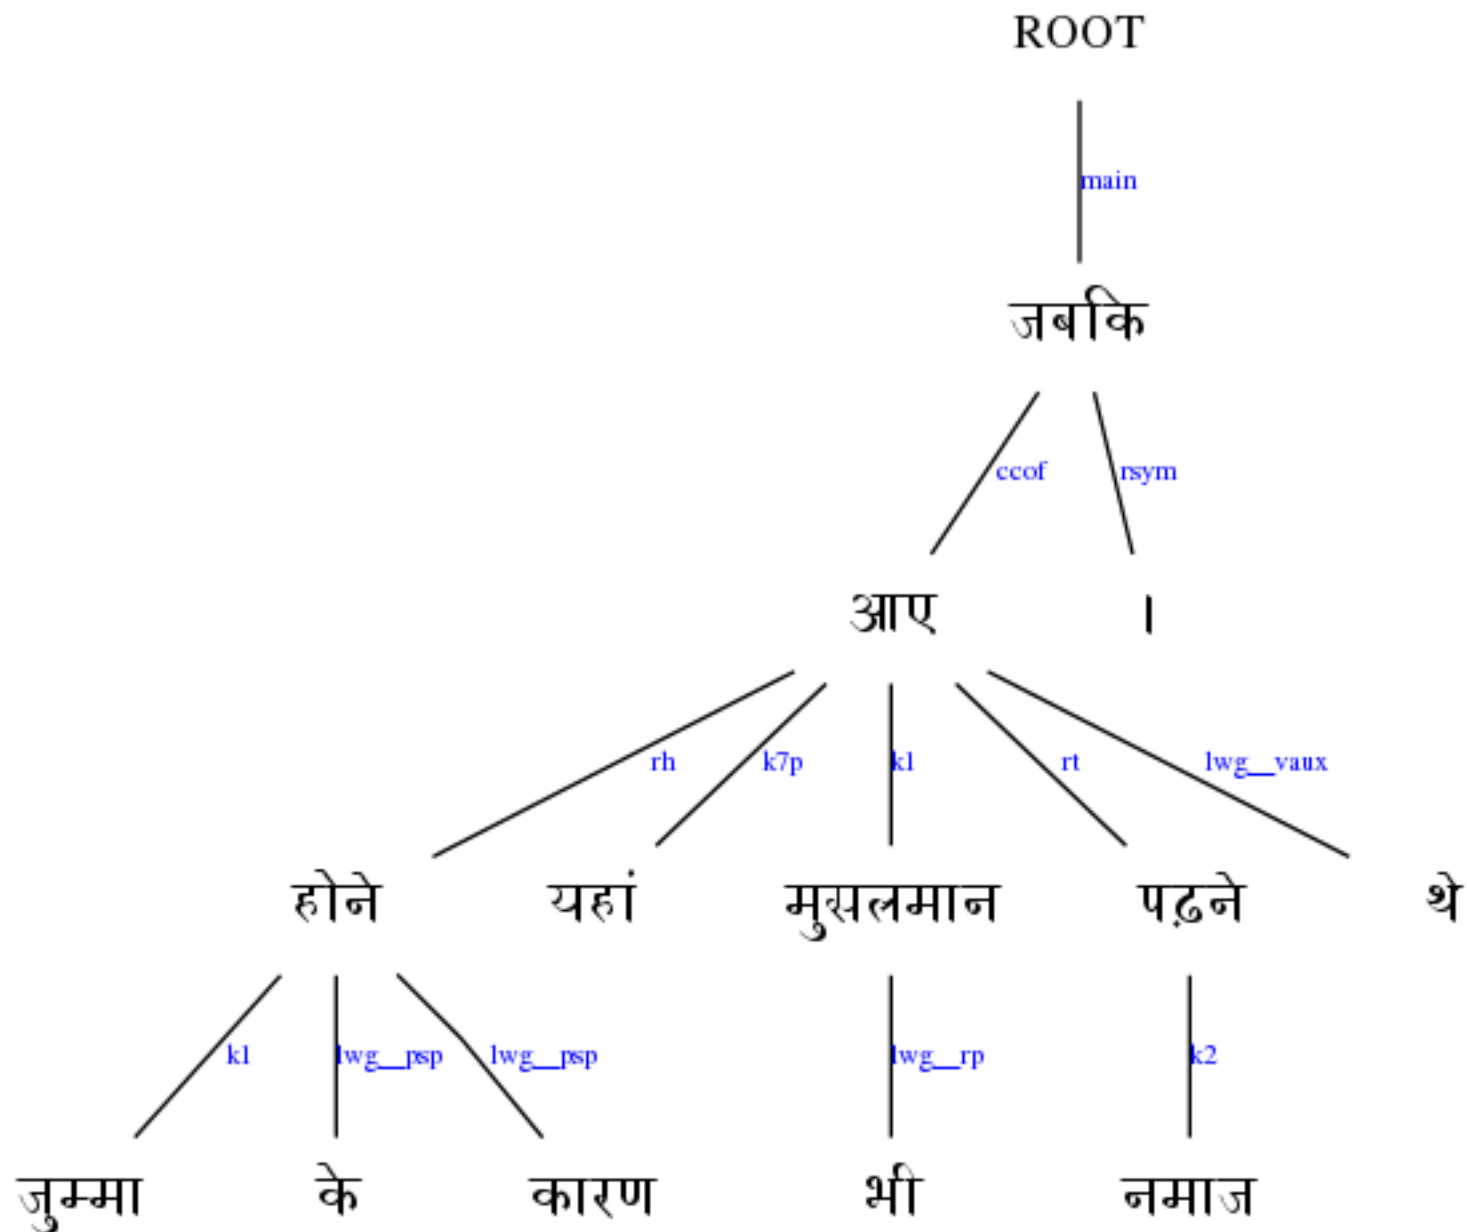 ROOT
main
जबकि
ccof rsym
आए ।
rh k7p k1 rt lwg__vaux
होने यहां मुसलमान पढ़ने थे
k1 lwg__psp lwg__psp lwg__rp k2
जुम्मा के कारण भी नमाज